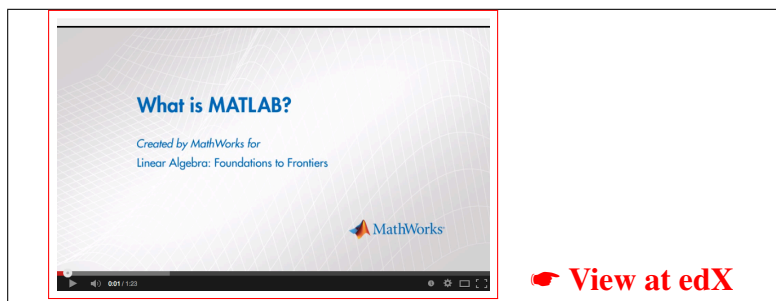 What is MATLAB?
Created by MathWorks for
Linear Algebra: Foundations to Frontiers
MathWorks
0:01 / 1:23
☛ View at edX